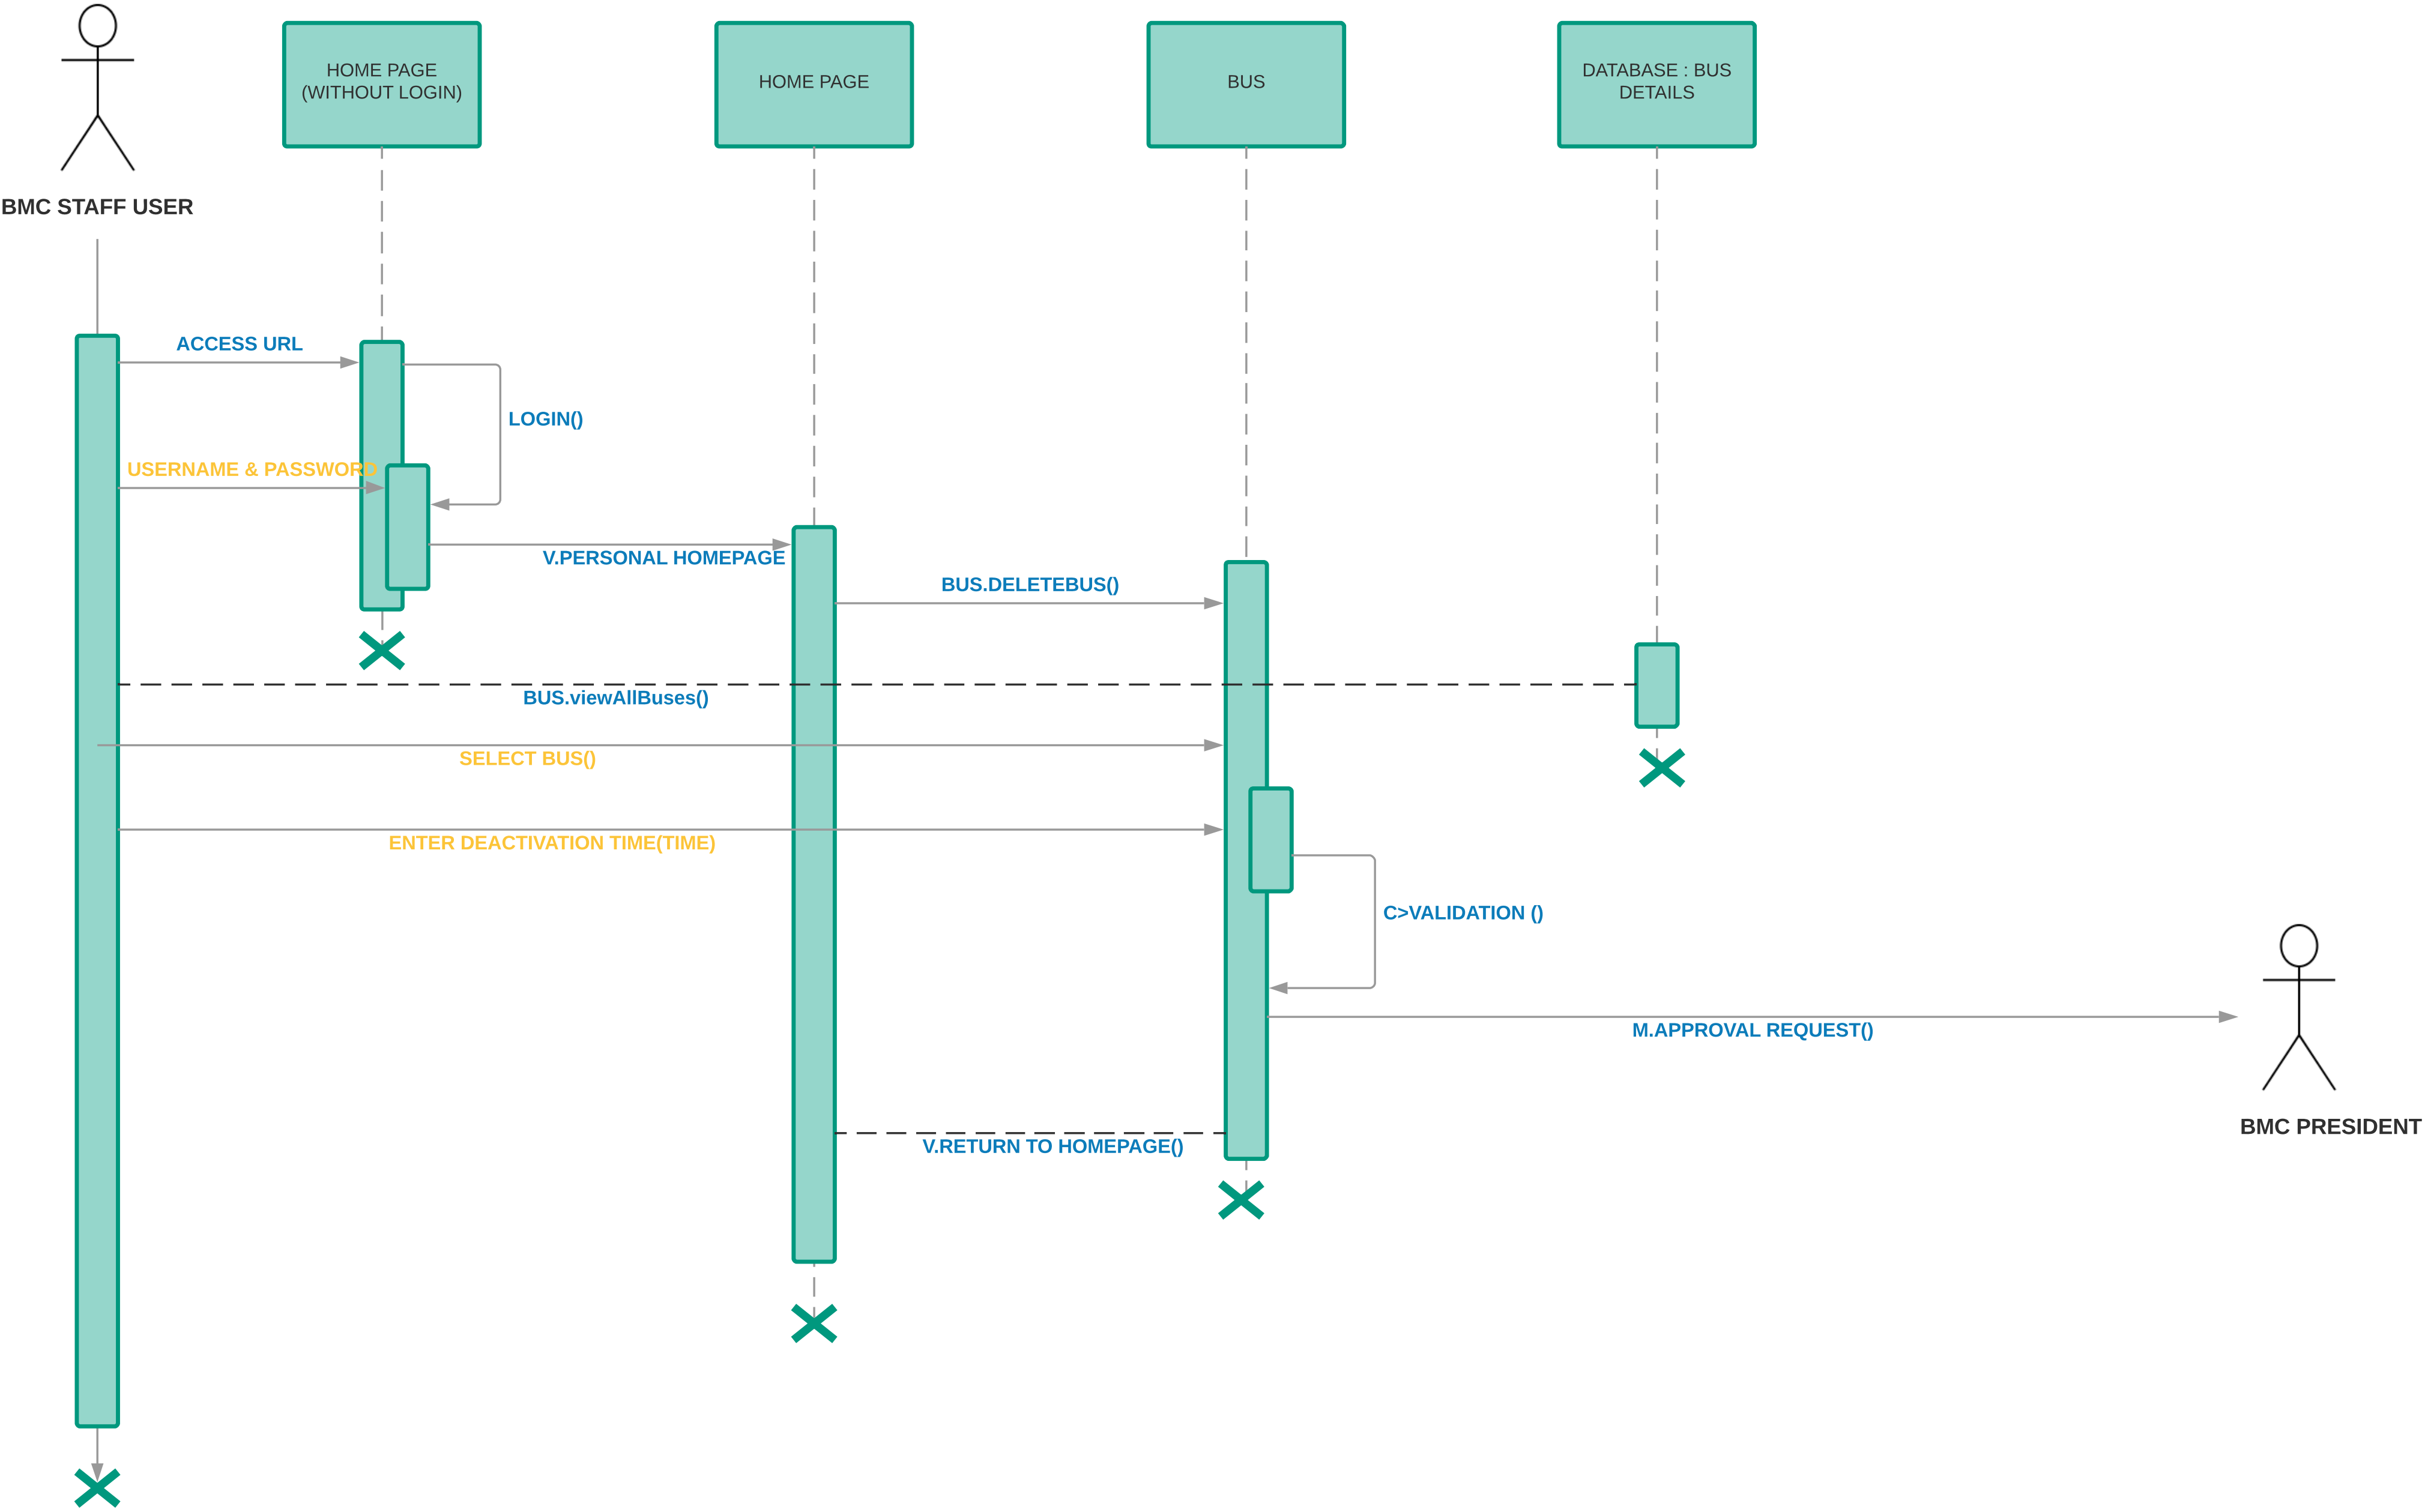 HOME PAGE
(WITHOUT LOGIN)
HOME PAGE
BUS
DATABASE : BUS
DETAILS
BMC STAFF USER
ACCESS URL
LOGIN()
USERNAME & PASSWORD
V.PERSONAL HOMEPAGE
BUS.DELETEBUS()
BUS.viewAllBuses()
SELECT BUS()
ENTER DEACTIVATION TIME(TIME)
C>VALIDATION ()
M.APPROVAL REQUEST()
BMC PRESIDENT
V.RETURN TO HOMEPAGE()